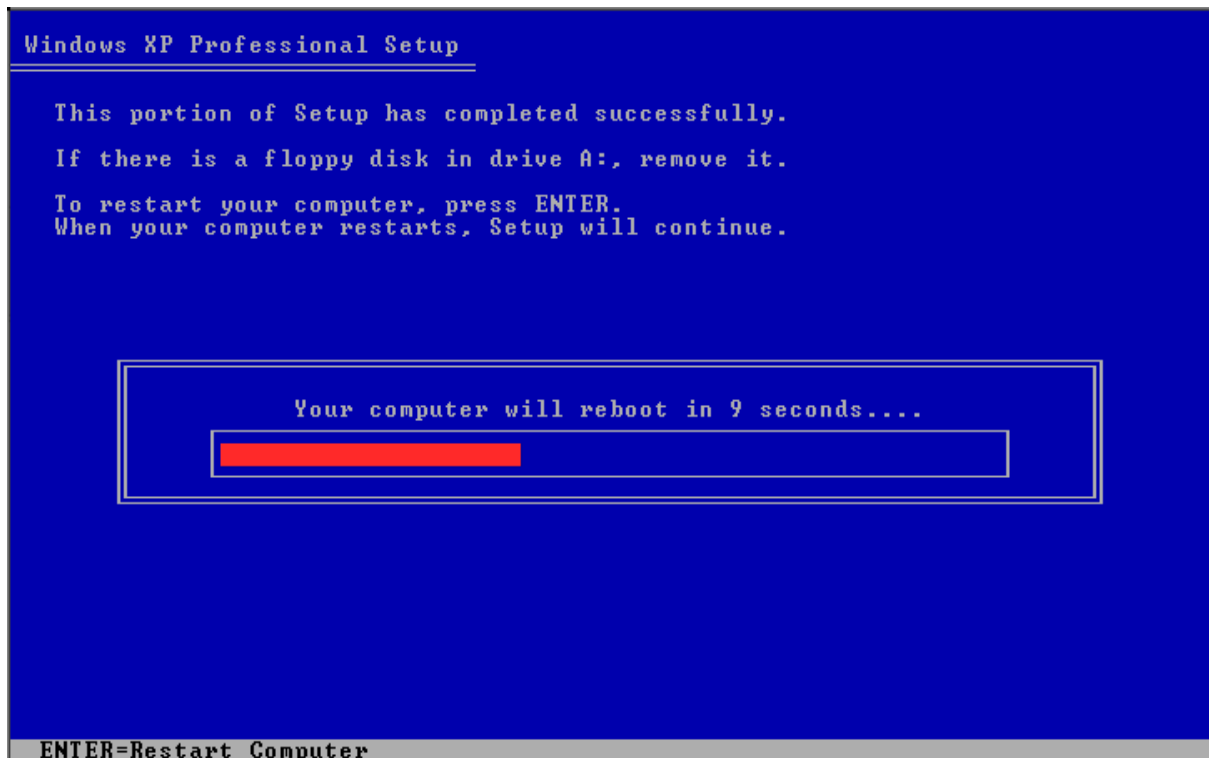 Windows XP Professional Setup
This portion of Setup has completed successfully.
If there is a floppy disk in drive A:, remove it.
To restart your computer, press ENTER.
When your computer restarts, Setup will continue.
Your computer will reboot in 9 seconds....
ENTER=Restart Computer